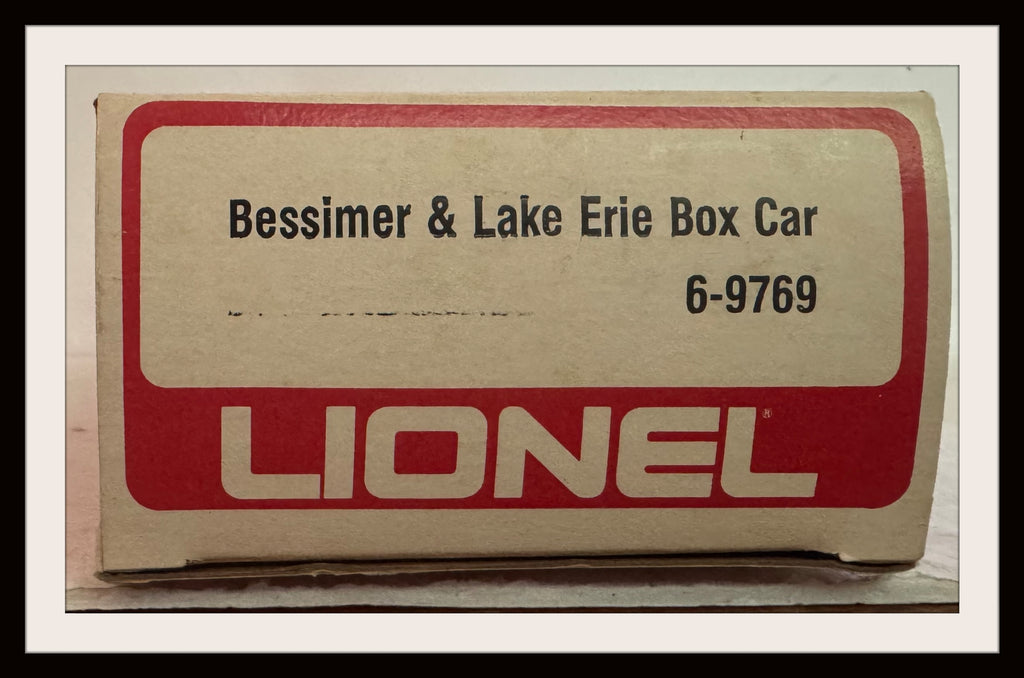 Bessimer & Lake Erie Box Car
6-9769
LIONEL®